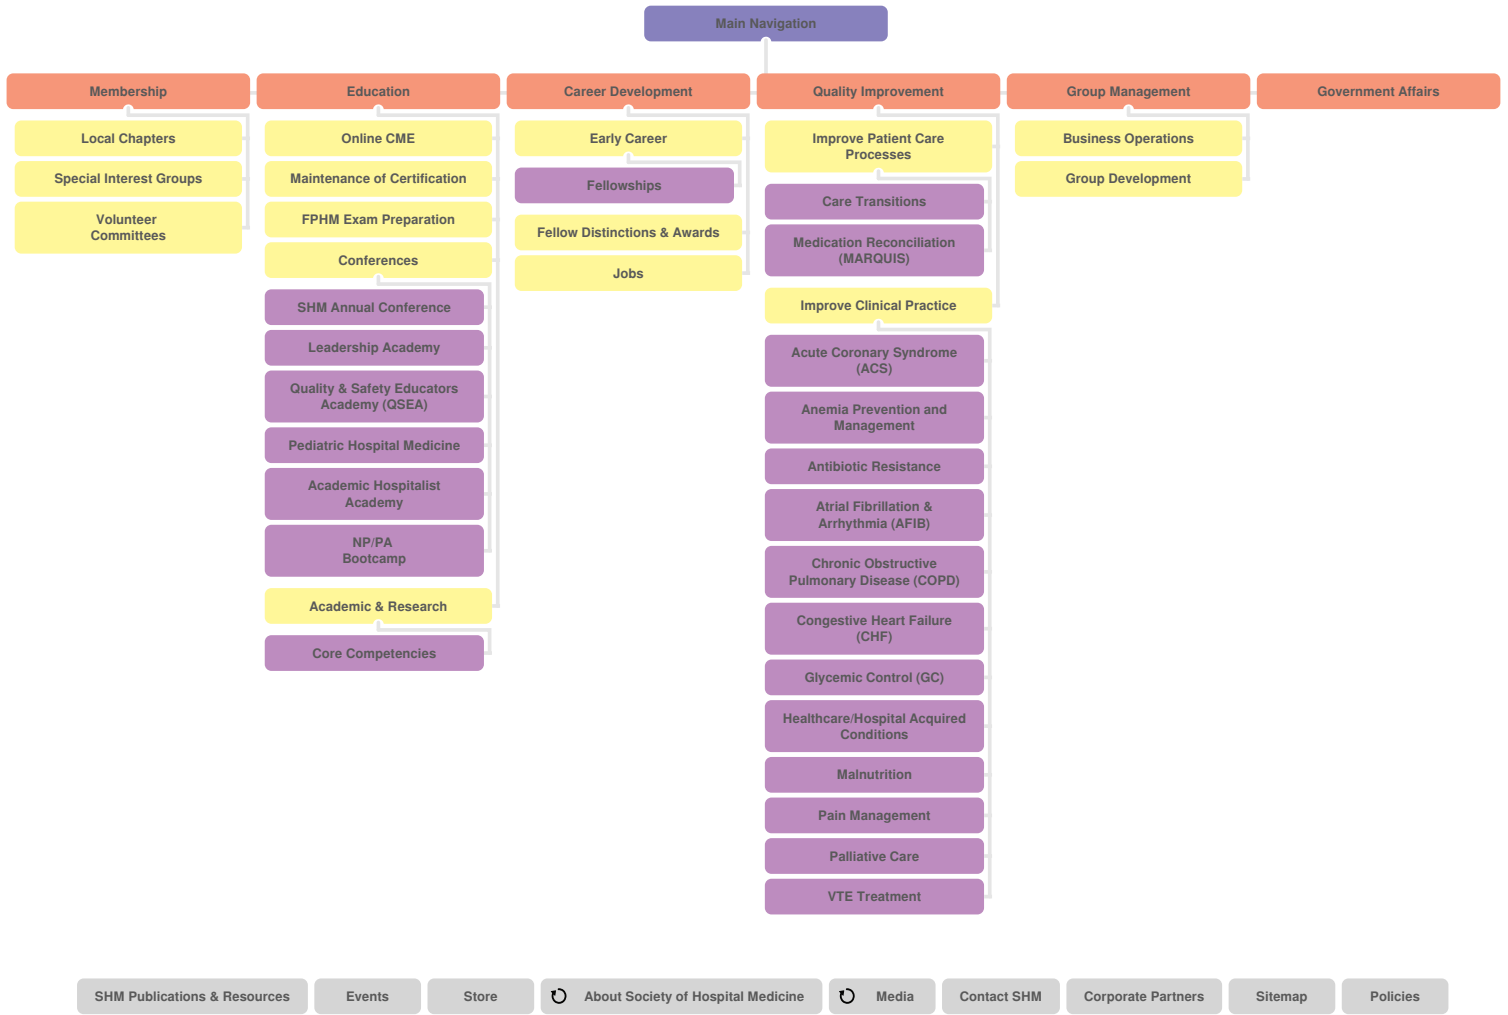 Main Navigation
Membership
Education
Career Development
Quality Improvement
Group Management
Government Affairs
Local Chapters
Special Interest Groups
Volunteer
Committees
Online CME
Maintenance of Certification
FPHM Exam Preparation
Conferences
SHM Annual Conference
Leadership Academy
Quality & Safety Educators
Academy (QSEA)
Pediatric Hospital Medicine
Academic Hospitalist
Academy
NP/PA
Bootcamp
Academic & Research
Core Competencies
Early Career
Fellowships
Fellow Distinctions & Awards
Jobs
Improve Patient Care
Processes
Care Transitions
Medication Reconciliation
(MARQUIS)
Improve Clinical Practice
Acute Coronary Syndrome
(ACS)
Anemia Prevention and
Management
Antibiotic Resistance
Atrial Fibrillation &
Arrhythmia (AFIB)
Chronic Obstructive
Pulmonary Disease (COPD)
Congestive Heart Failure
(CHF)
Glycemic Control (GC)
Healthcare/Hospital Acquired
Conditions
Malnutrition
Pain Management
Palliative Care
VTE Treatment
Business Operations
Group Development
SHM Publications & Resources
Events
Store
About Society of Hospital Medicine
Media
Contact SHM
Corporate Partners
Sitemap
Policies